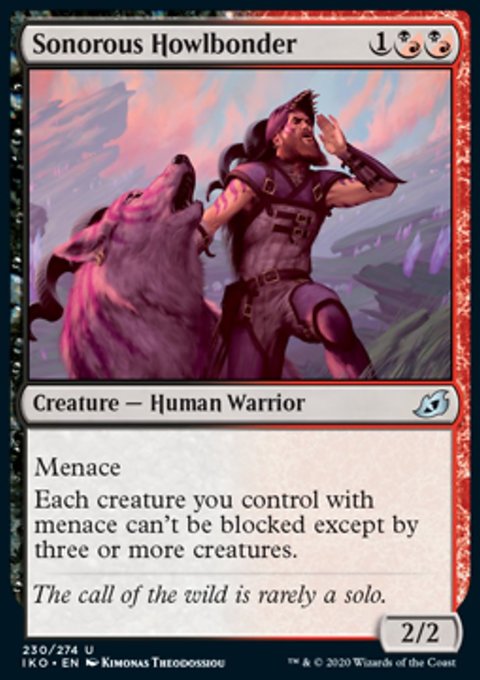 Sonorous Howlbonder 1
Creature — Human Warrior
Menace
Each creature you control with
menace can't be blocked except by
three or more creatures.
The call of the wild is rarely a solo.
2/2
230/274 U
IKO • EN Kimonas Theodossiou ™ & © 2020 Wizards of the Coast